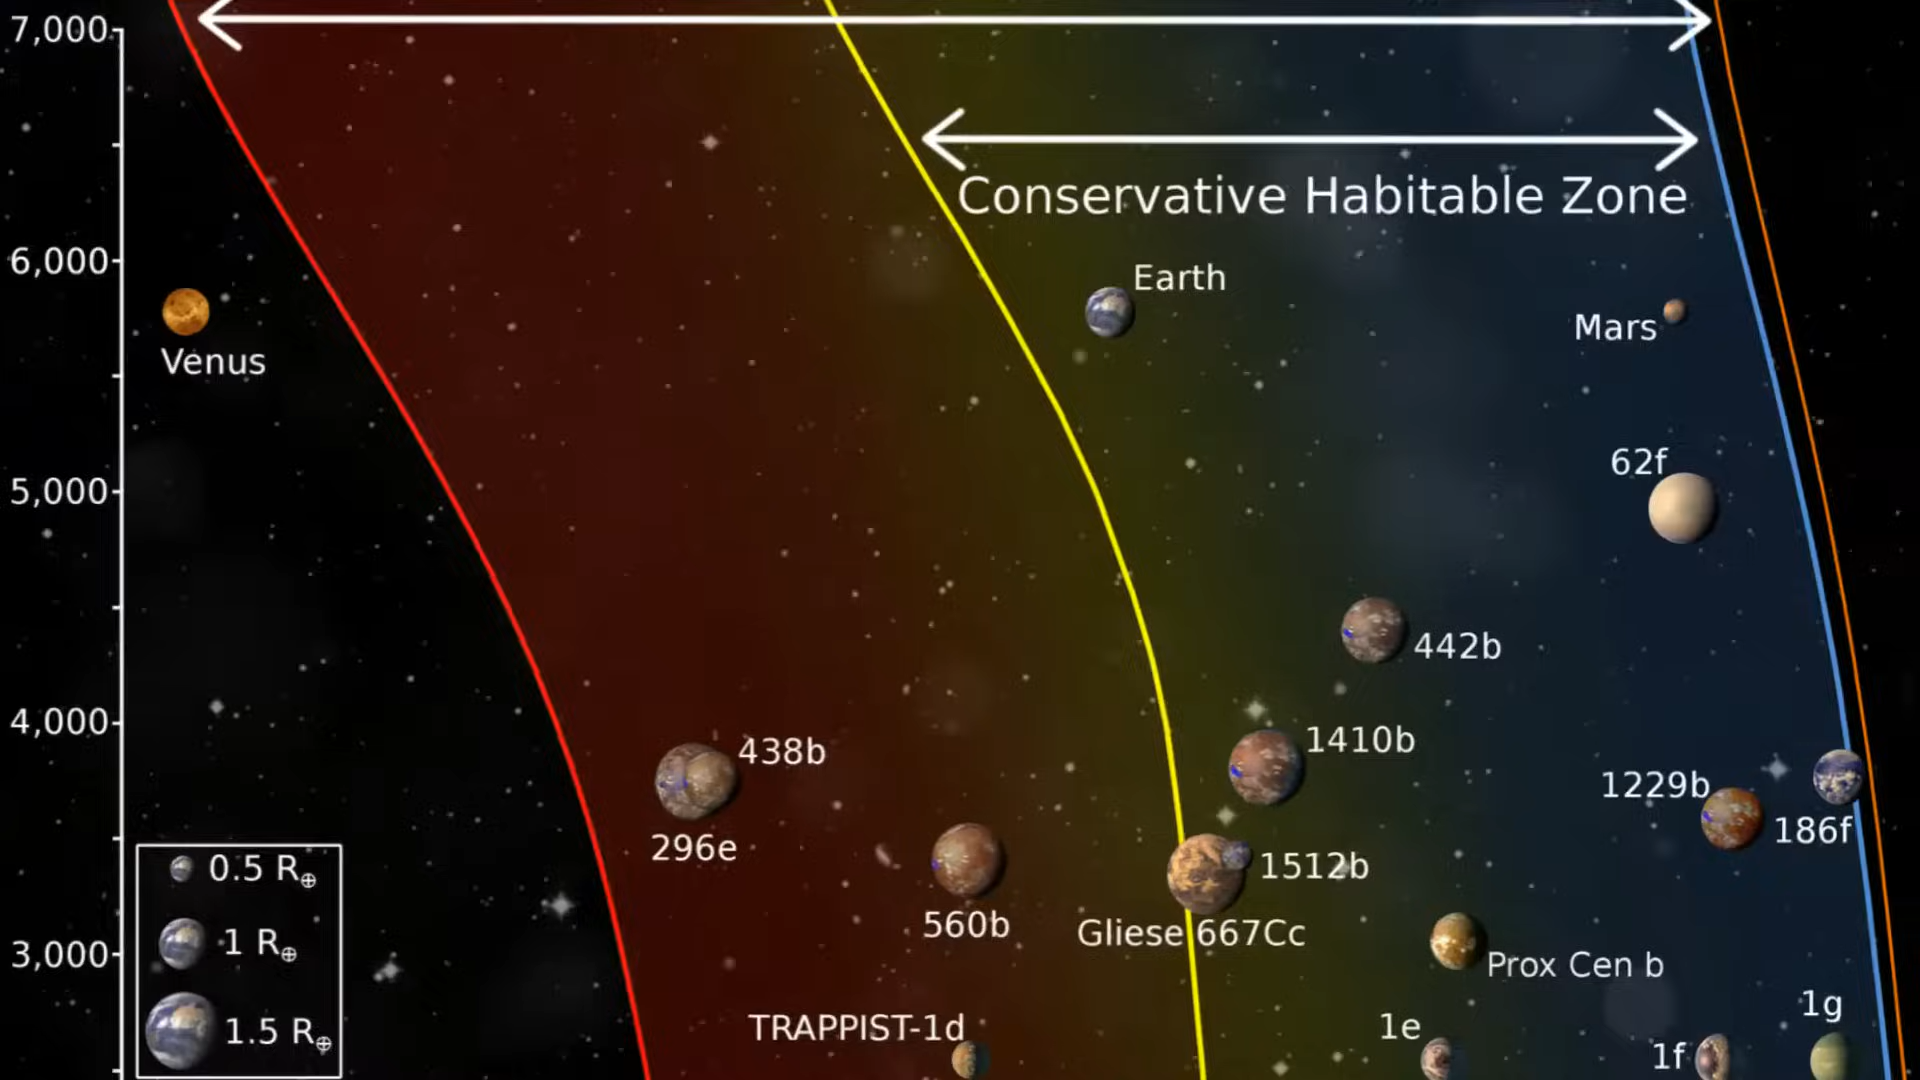 7,000
Conservative Habitable Zone
6,000
Earth
Mars
Venus
62f
5,000
442b
4,000
438b
1410b
1229b
186f
296e
0.5 R⊕
1512b
560b
Gliese 667Cc
1 R⊕
3,000
Prox Cen b
1g
TRAPPIST-1d
1e
1.5 R⊕
1f